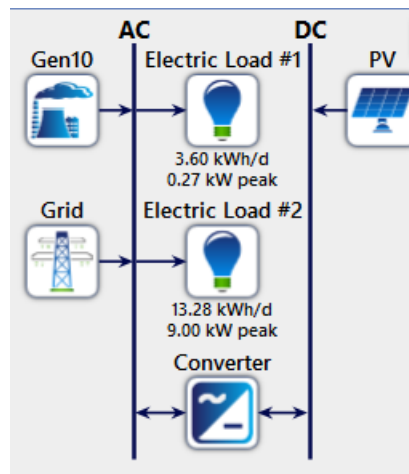 AC DC
Gen10 Electric Load #1 PV
3.60 kWh/d
0.27 kW peak
Grid Electric Load #2
13.28 kWh/d
9.00 kW peak
Converter